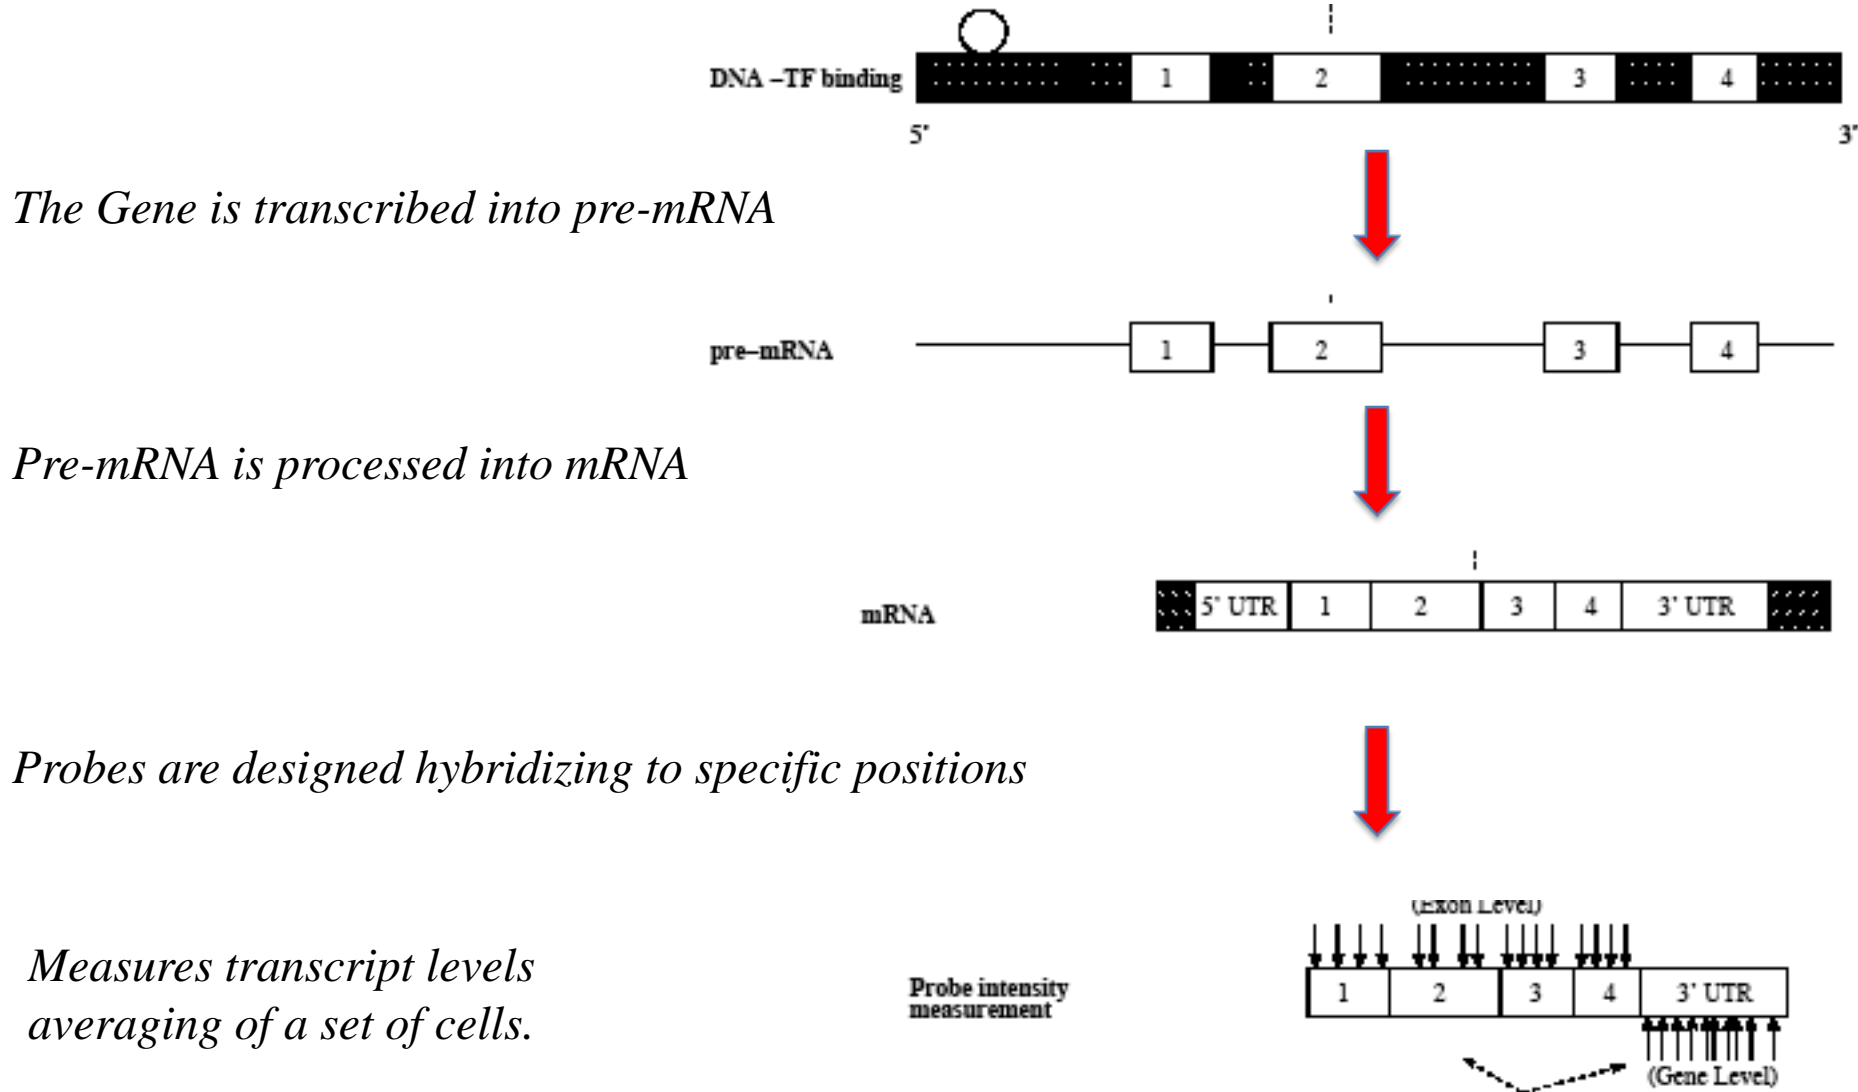 DNA –TF binding
1 2 3 4
5' 3'
The Gene is transcribed into pre-mRNA
pre–mRNA
1 2 3 4
Pre-mRNA is processed into mRNA
mRNA
5' UTR 1 2 3 4 3' UTR
Probes are designed hybridizing to specific positions
(Exon Level)
Measures transcript levels
averaging of a set of cells.
Probe intensity
measurement
1 2 3 4 3' UTR
(Gene Level)